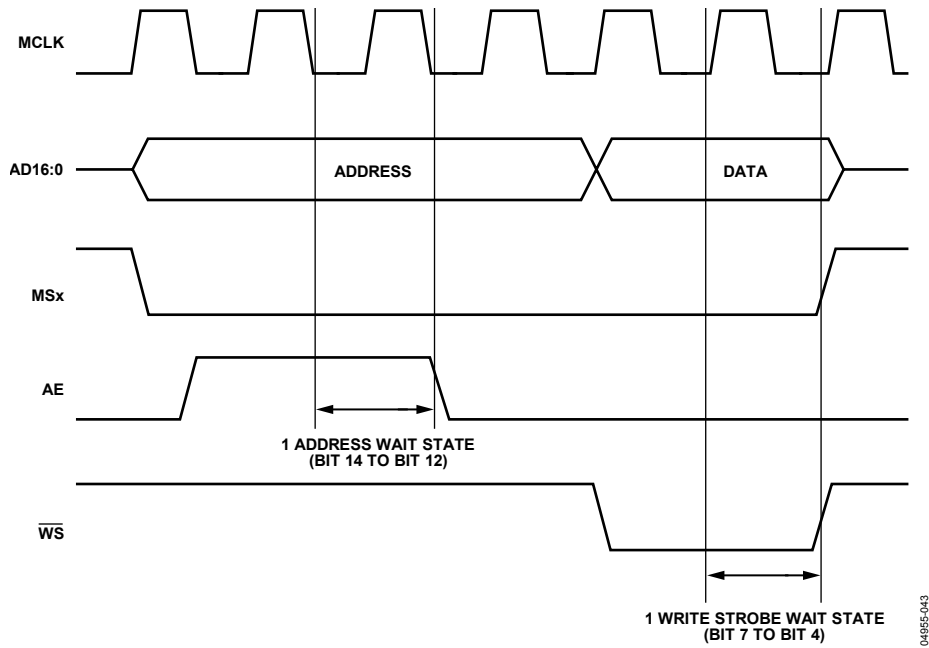 MCLK
AD16:0
ADDRESS
DATA
MSx
AE
1 ADDRESS WAIT STATE
(BIT 14 TO BIT 12)
WS
1 WRITE STROBE WAIT STATE
(BIT 7 TO BIT 4)
04955-043